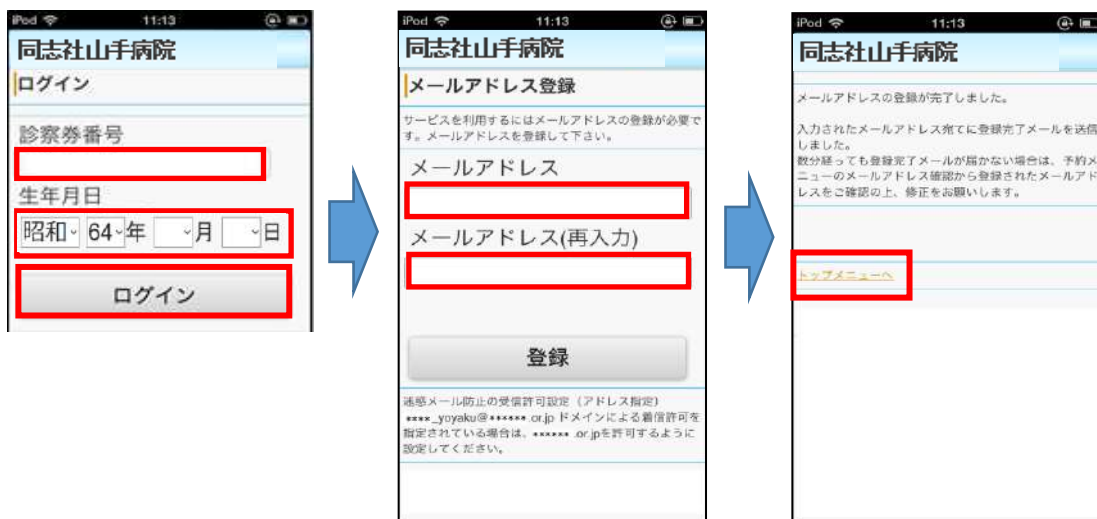 iPod 11:13
同志社山手病院
ログイン
診察券番号
生年月日
昭和 64 年 月 日
ログイン
iPod 11:13
同志社山手病院
メールアドレス登録
サービスを利用するにはメールアドレスの登録が必要で
す。メールアドレスを登録して下さい。
メールアドレス
メールアドレス(再入力)
登録
迷惑メール防止の受信許可設定（アドレス指定）
****_yoyaku@******.or.jp ドメインによる着信許可を
指定されている場合は、******.or.jpを許可するように
設定してください。
iPod 11:13
同志社山手病院
メールアドレスの登録が完了しました。
入力されたメールアドレス宛てに登録完了メールを送信
しました。
数分経っても登録完了メールが届かない場合は、予約メ
ニューのメールアドレス確認から登録されたメールアド
レスをご確認の上、修正をお願いします。
トップメニューへ